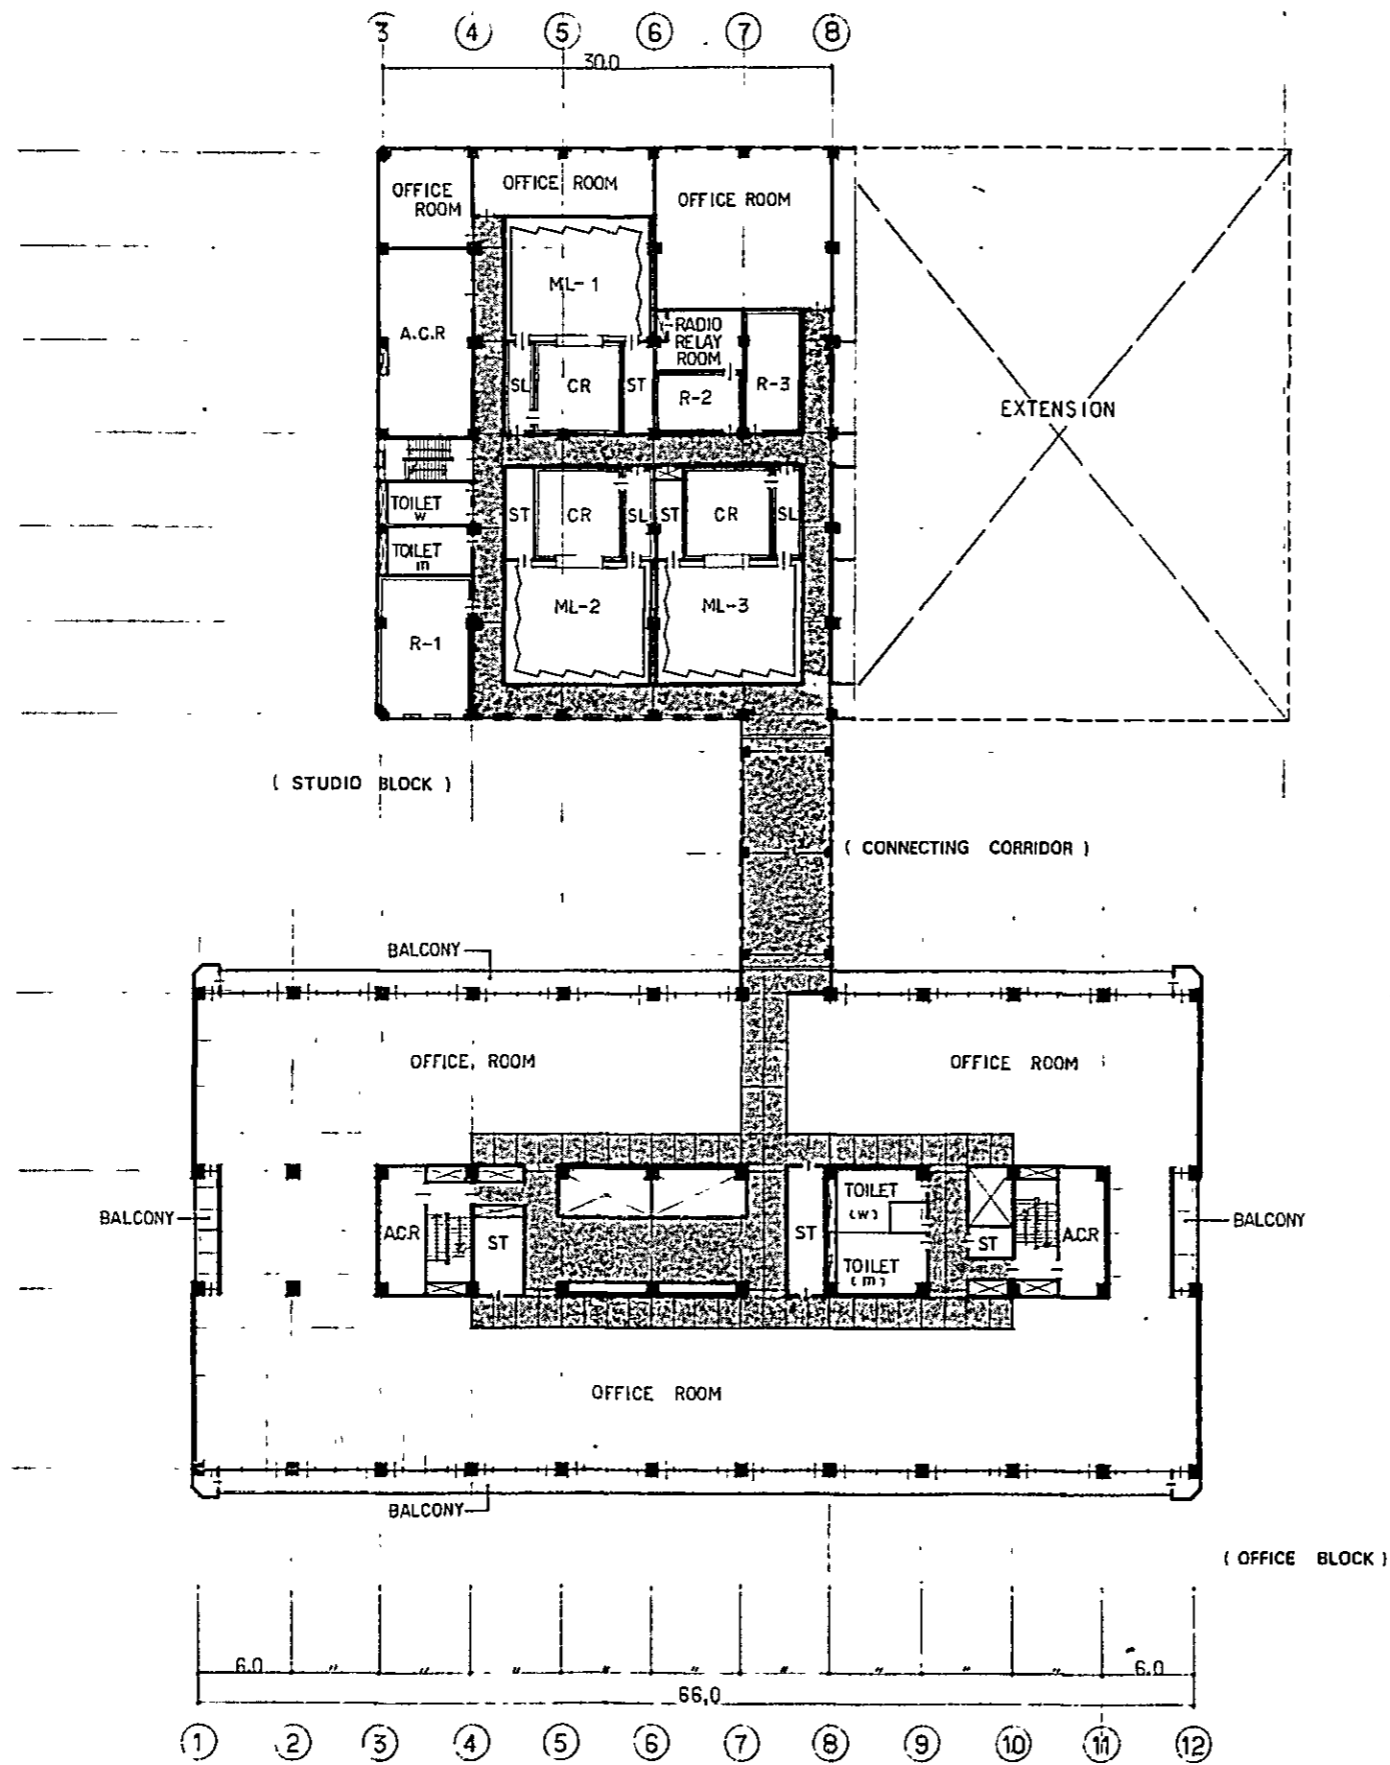 3 4 5 6 7 8
30.0
OFFICE ROOM
OFFICE ROOM
OFFICE ROOM
ML-1
A.C.R
RADIO
RELAY
ROOM
SL CR ST
R-2
R-3
EXTENSION
TOILET
W
TOILET
m
ST CR SL ST CR SL
ML-2
ML-3
R-1
( STUDIO BLOCK )
( CONNECTING CORRIDOR )
BALCONY
OFFICE ROOM
OFFICE ROOM
BALCONY
A.C.R
ST
ST
TOILET
(w)
TOILET
(m)
ST
A.C.R
BALCONY
OFFICE ROOM
BALCONY
( OFFICE BLOCK )
6.0 〃 〃 〃 〃 〃 〃 〃 〃 〃 6.0
66.0
1 2 3 4 5 6 7 8 9 10 11 12